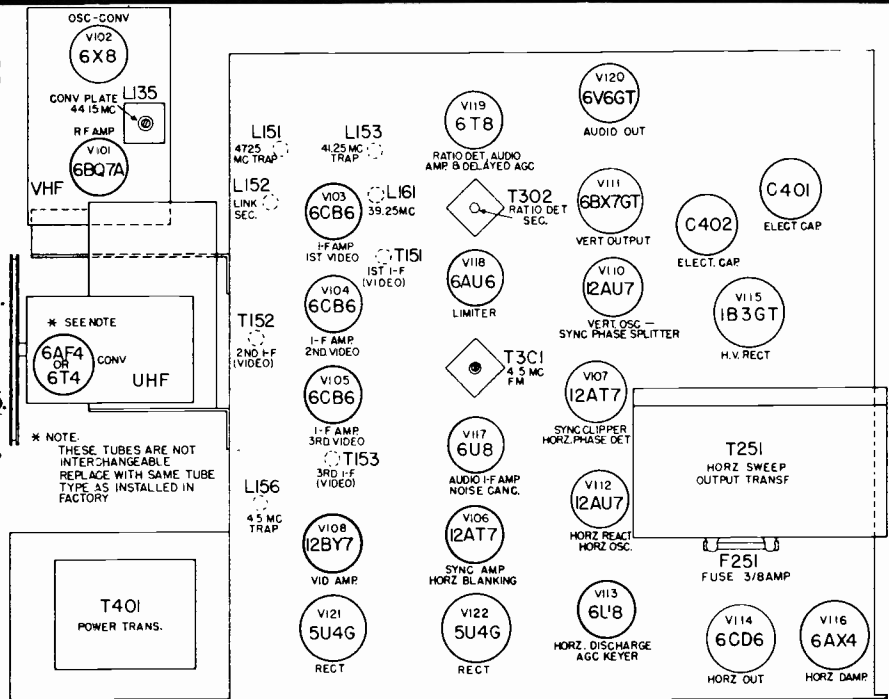 OSC-CONV
V102
6X8
CONV PLATE
44.15 MC
L135
R F AMP
V101
6BQ7A
VHF
L151
47.25
MC TRAP
L153
41.25 MC
TRAP
L152
LINK
SEC.
V103
6CB6
I-F AMP
1ST VIDEO
L161
39.25MC
T151
1ST I-F
(VIDEO)
V104
6CB6
I-F AMP
2ND VIDEO
T152
2ND I-F
(VIDEO)
V105
6CB6
I-F AMP
3RD VIDEO
T153
3RD I-F
(VIDEO)
L156
4.5 MC
TRAP
V108
12BY7
VID AMP.
V121
5U4G
RECT
V119
6T8
RATIO DET, AUDIO
AMP. & DELAYED AGC
T302
RATIO DET
SEC.
V118
6AU6
LIMITER
T3C1
4.5 MC
FM
V117
6U8
AUDIO I-F AMP
NOISE CANC.
V106
12AT7
SYNC AMP
HORZ BLANKING
V122
5U4G
RECT
V120
6V6GT
AUDIO OUT
V111
6BX7GT
VERT OUTPUT
V110
12AU7
VERT. OSC –
SYNC PHASE SPLITTER
V107
12AT7
SYNC CLIPPER
HORZ. PHASE DET
V112
12AU7
HORZ REACT
HORZ OSC.
V113
6U8
HORZ. DISCHARGE
AGC KEYER
C401
ELECT CAP.
C402
ELECT. CAP.
V115
1B3GT
H.V. RECT
T251
HORZ SWEEP
OUTPUT TRANSF
F251
FUSE 3/8AMP
V114
6CD6
HORZ OUT
V116
6AX4
HORZ DAMP.
* SEE NOTE
6AF4
OR
6T4
CONV
UHF
* NOTE.
THESE TUBES ARE NOT
INTERCHANGEABLE
REPLACE WITH SAME TUBE
TYPE AS INSTALLED IN
FACTORY
T401
POWER TRANS.